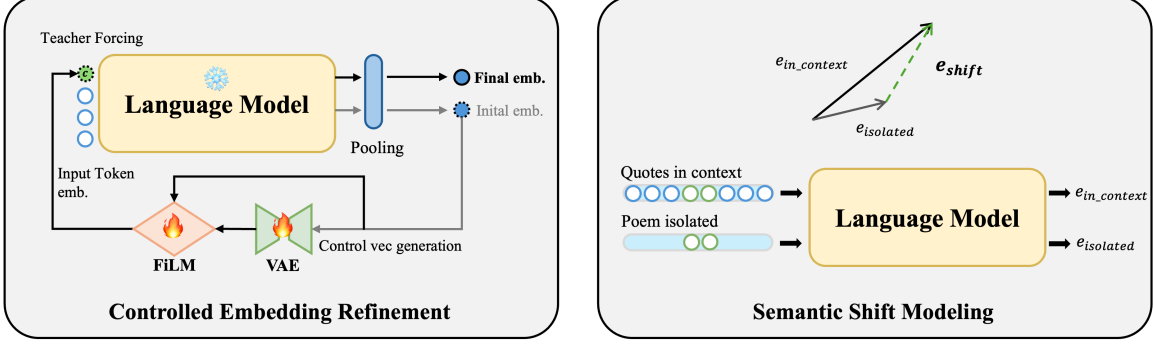 Teacher Forcing
c
Language Model
Final emb.
Inital emb.
Pooling
Input Token
emb.
Control vec generation
FiLM
VAE
Controlled Embedding Refinement
e_in_context
e_shift
e_isolated
Quotes in context
Poem isolated
Language Model
e_in_context
e_isolated
Semantic Shift Modeling